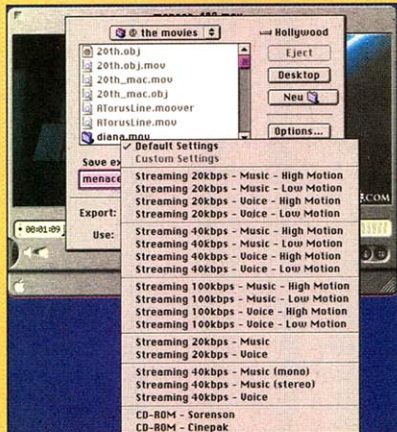 @ the movies
Hollywood
20th.obj
20th.obj.mov
20th_mac.mov
20th_mac.obj
ATorusLine.moover
ATorusLine.mov
diana.mov
Eject
Desktop
New
Options...
Save
menace
Export:
Use:
00:01:09
.COM
✓ Default Settings
Custom Settings
Streaming 20kbps - Music - High Motion
Streaming 20kbps - Music - Low Motion
Streaming 20kbps - Voice - High Motion
Streaming 20kbps - Voice - Low Motion
Streaming 40kbps - Music - High Motion
Streaming 40kbps - Music - Low Motion
Streaming 40kbps - Voice - High Motion
Streaming 40kbps - Voice - Low Motion
Streaming 100kbps - Music - High Motion
Streaming 100kbps - Music - Low Motion
Streaming 100kbps - Voice - High Motion
Streaming 100kbps - Voice - Low Motion
Streaming 20kbps - Music
Streaming 20kbps - Voice
Streaming 40kbps - Music (mono)
Streaming 40kbps - Music (stereo)
Streaming 40kbps - Voice
CD-ROM - Sorenson
CD-ROM - Cinepak